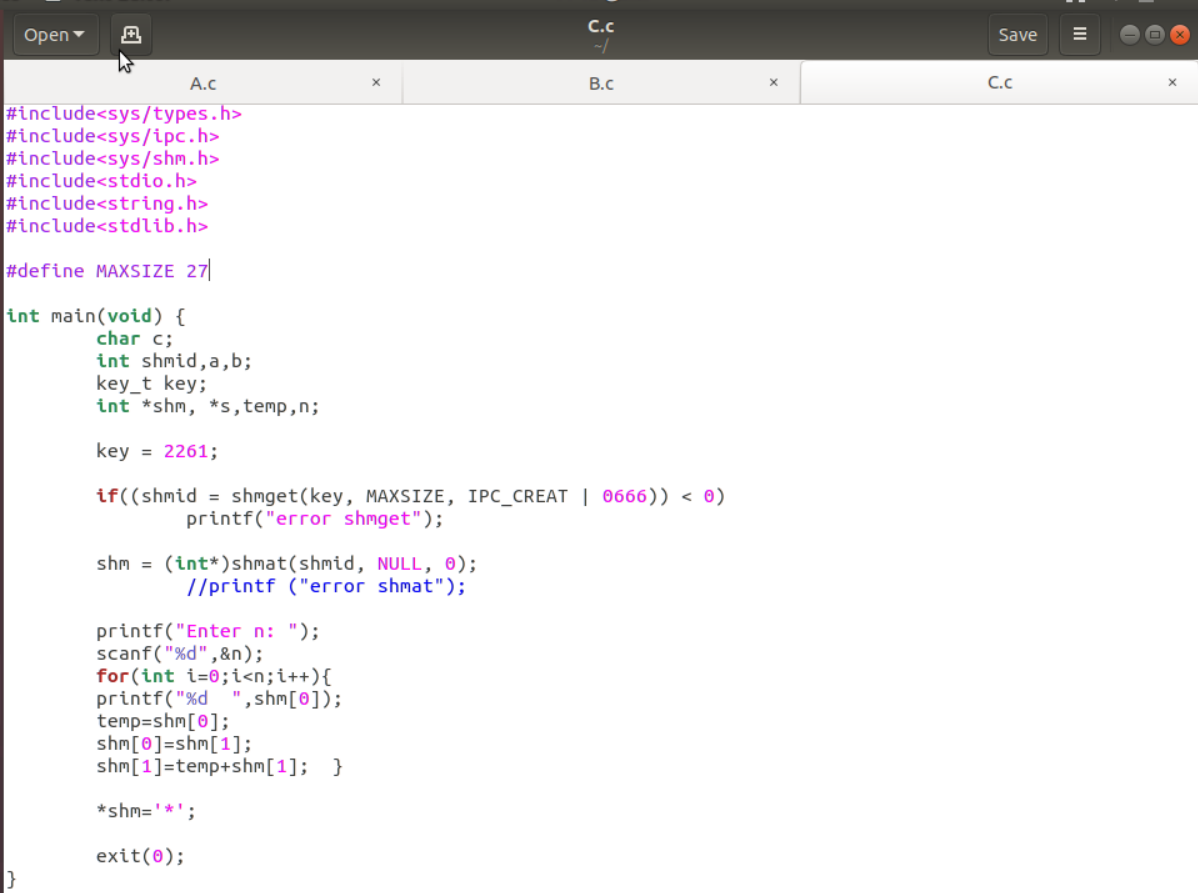 Open
C.c
~/
Save
A.c × B.c × C.c ×
#include<sys/types.h>
#include<sys/ipc.h>
#include<sys/shm.h>
#include<stdio.h>
#include<string.h>
#include<stdlib.h>
#define MAXSIZE 27
int main(void) {
        char c;
        int shmid,a,b;
        key_t key;
        int *shm, *s,temp,n;
        key = 2261;
        if((shmid = shmget(key, MAXSIZE, IPC_CREAT | 0666)) < 0)
                printf("error shmget");
        shm = (int*)shmat(shmid, NULL, 0);
                //printf ("error shmat");
        printf("Enter n: ");
        scanf("%d",&n);
        for(int i=0;i<n;i++){
        printf("%d  ",shm[0]);
        temp=shm[0];
        shm[0]=shm[1];
        shm[1]=temp+shm[1];  }
        *shm='*';
        exit(0);
}